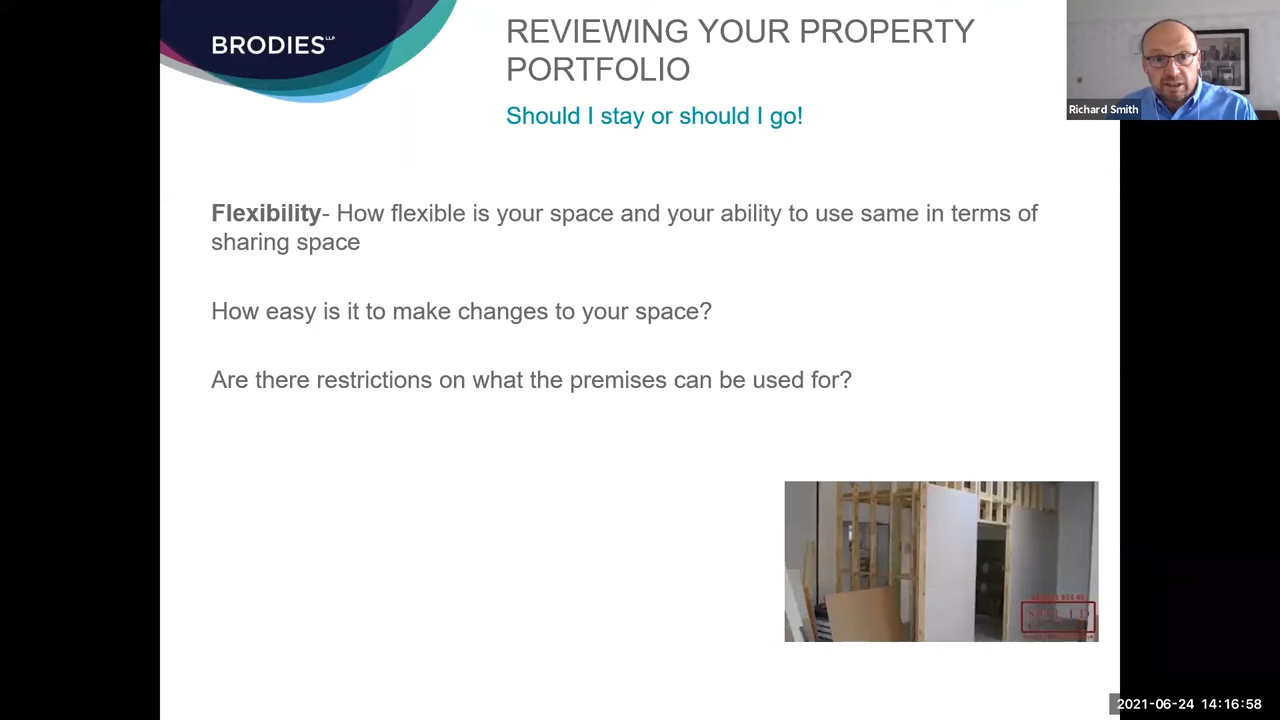 BRODIES LLP
REVIEWING YOUR PROPERTY
PORTFOLIO
Should I stay or should I go!
Richard Smith
Flexibility- How flexible is your space and your ability to use same in terms of
sharing space
How easy is it to make changes to your space?
Are there restrictions on what the premises can be used for?
2021-06-24 14:16:58